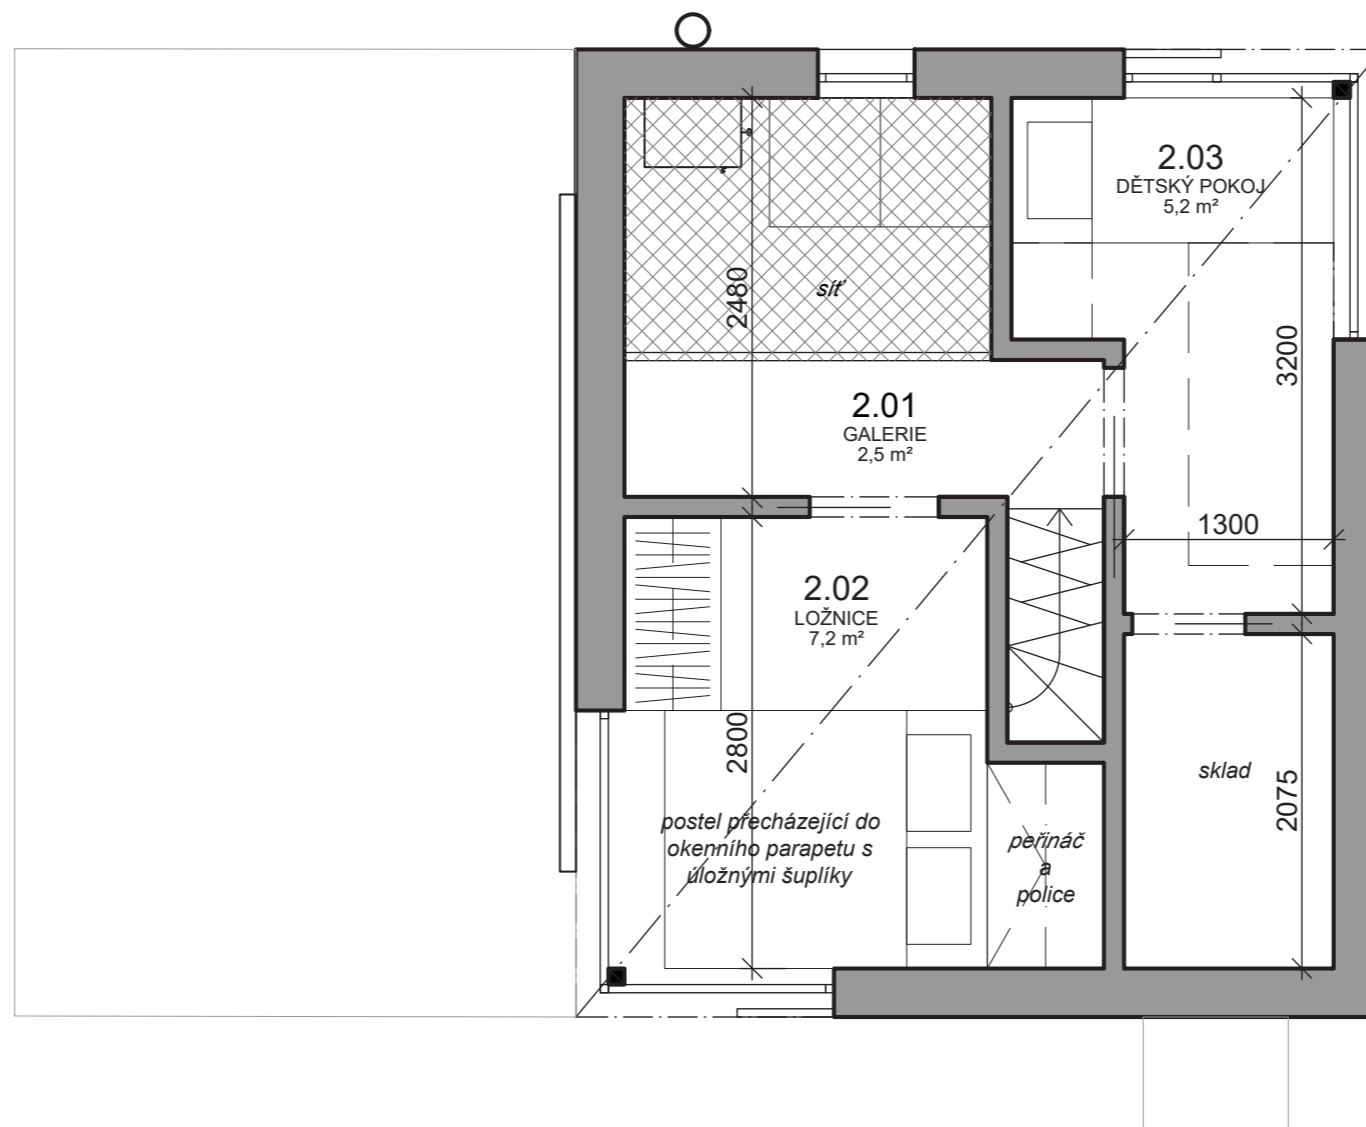 2.03
DĚTSKÝ POKOJ
5,2 m²
2480
síť
3200
2.01
GALERIE
2,5 m²
1300
2.02
LOŽNICE
7,2 m²
2800
sklad
2075
postel přecházející do
okenního parapetu s
úložnými šuplíky
peřináč
a
police